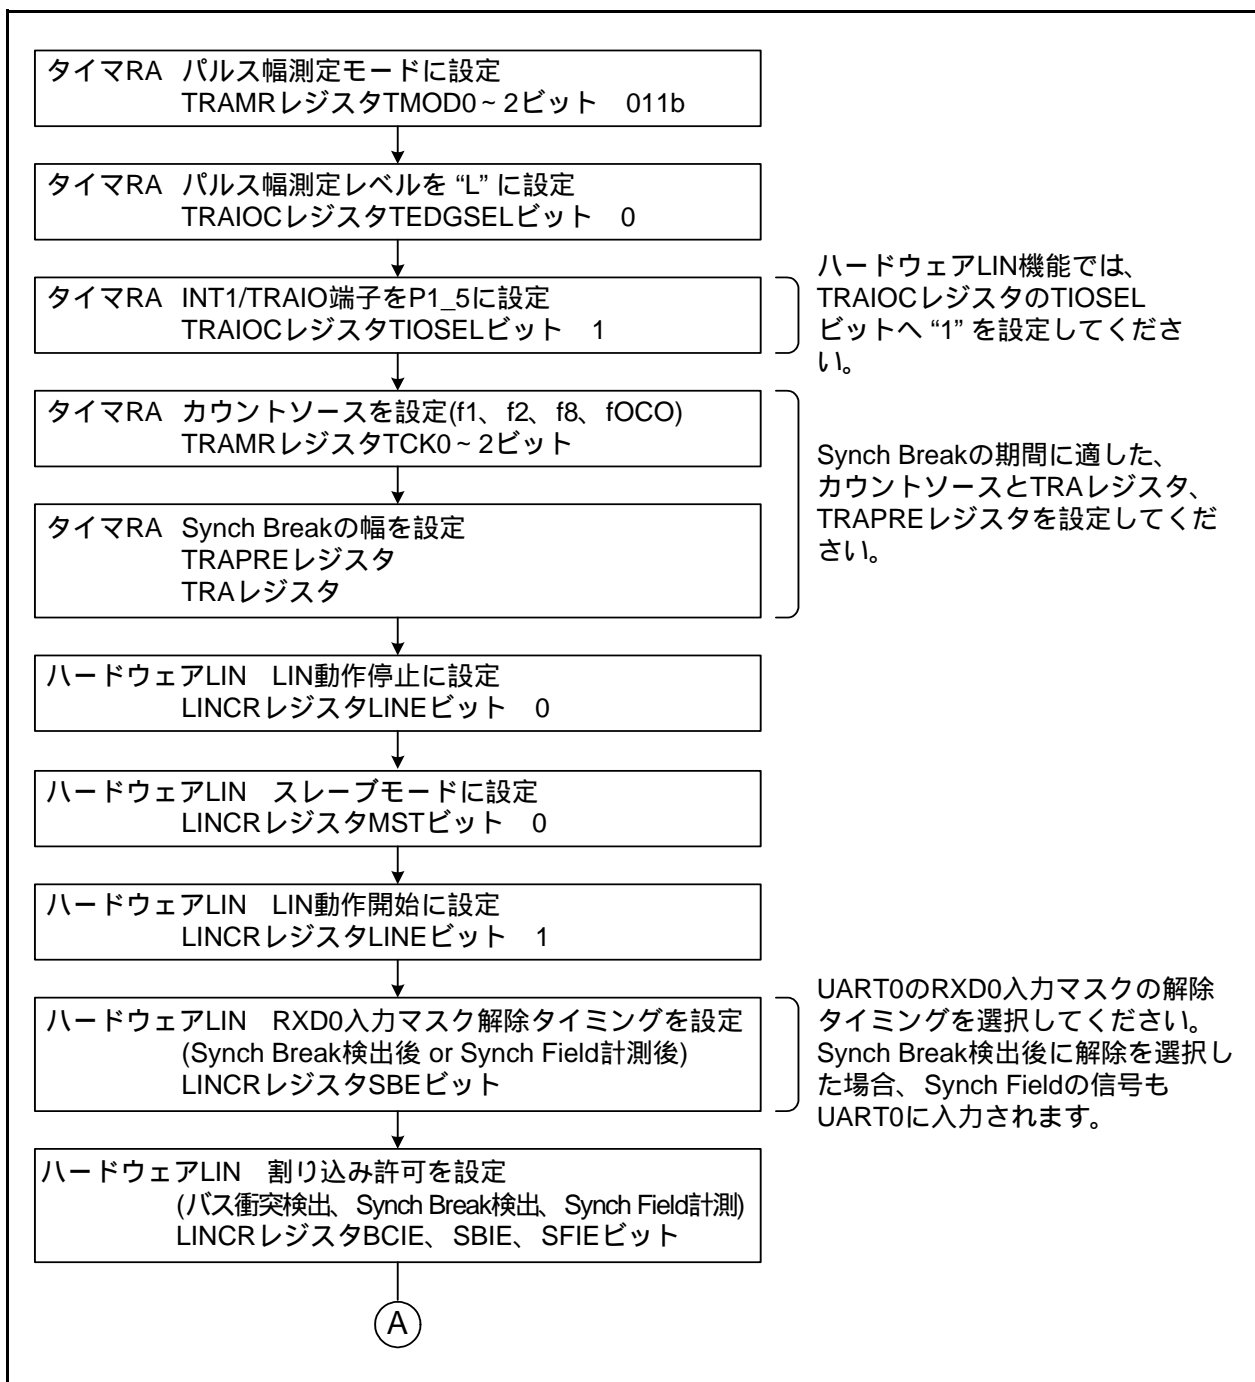 タイマRA パルス幅測定モードに設定
TRAMRレジスタTMOD0~2ビット 011b
タイマRA パルス幅測定レベルを “L” に設定
TRAIOCレジスタTEDGSELビット 0
タイマRA INT1/TRAIO端子をP1_5に設定
TRAIOCレジスタTIOSELビット 1
ハードウェアLIN機能では、
TRAIOCレジスタのTIOSEL
ビットへ “1” を設定してくださ
い。
タイマRA カウントソースを設定(f1、f2、f8、fOCO)
TRAMRレジスタTCK0~2ビット
タイマRA Synch Breakの幅を設定
TRAPREレジスタ
TRAレジスタ
Synch Breakの期間に適した、
カウントソースとTRAレジスタ、
TRAPREレジスタを設定してくだ
さい。
ハードウェアLIN LIN動作停止に設定
LINCRレジスタLINEビット 0
ハードウェアLIN スレーブモードに設定
LINCRレジスタMSTビット 0
ハードウェアLIN LIN動作開始に設定
LINCRレジスタLINEビット 1
ハードウェアLIN RXD0入力マスク解除タイミングを設定
(Synch Break検出後 or Synch Field計測後)
LINCRレジスタSBEビット
UART0のRXD0入力マスクの解除
タイミングを選択してください。
Synch Break検出後に解除を選択し
た場合、Synch Fieldの信号も
UART0に入力されます。
ハードウェアLIN 割り込み許可を設定
(バス衝突検出、Synch Break検出、Synch Field計測)
LINCRレジスタBCIE、SBIE、SFIEビット
A